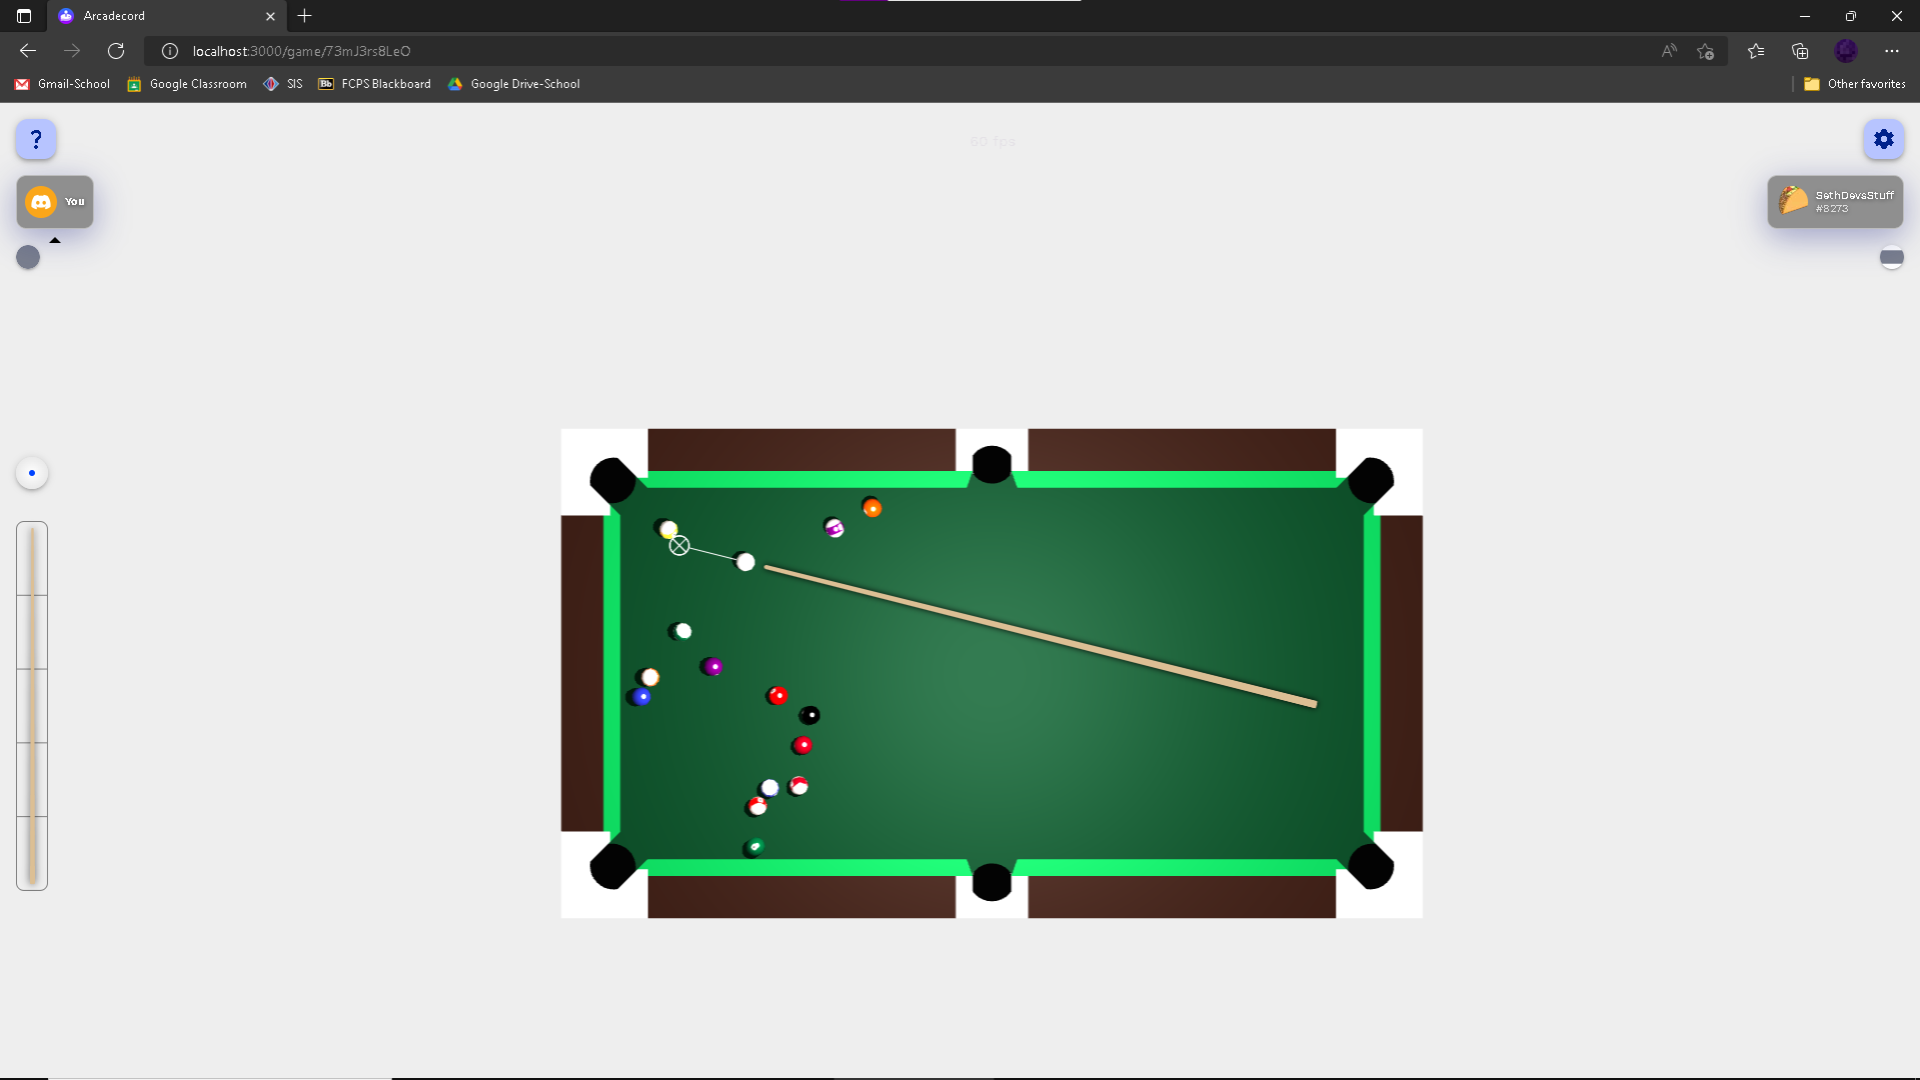 Arcadecord
localhost:3000/game/73mJ3rs8LeO
Gmail-School
Google Classroom
SIS
Bb
FCPS Blackboard
Google Drive-School
Other favorites
?
60 fps
You
SethDevsStuff
#8273